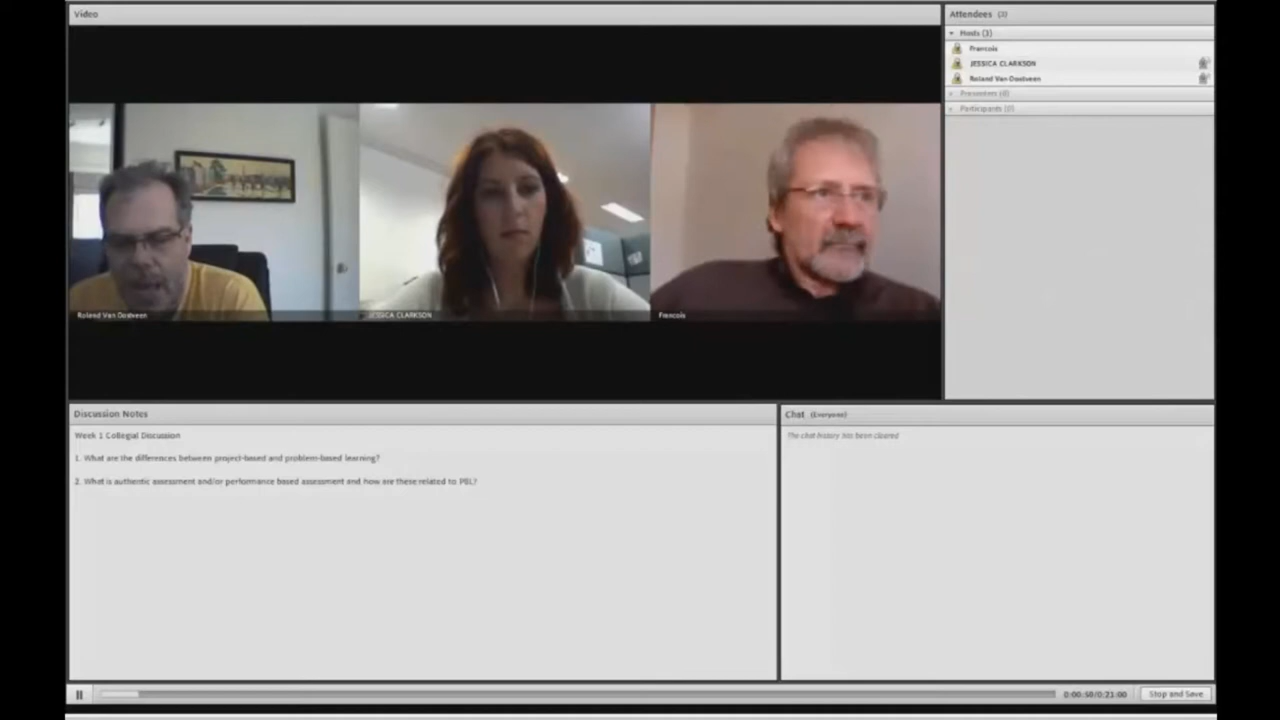 Video
Attendees (3)
Hosts (3)
Francois
JESSICA CLARKSON
Roland Van Oostveen
Presenters (0)
Participants (0)
Roland Van Oostveen
JESSICA CLARKSON
Francois
Discussion Notes
Week 1 Collegial Discussion
1. What are the differences between project-based and problem-based learning?
2. What is authentic assessment and/or performance based assessment and how are these related to PBL?
Chat (Everyone)
The chat history has been cleared
Stop and Save